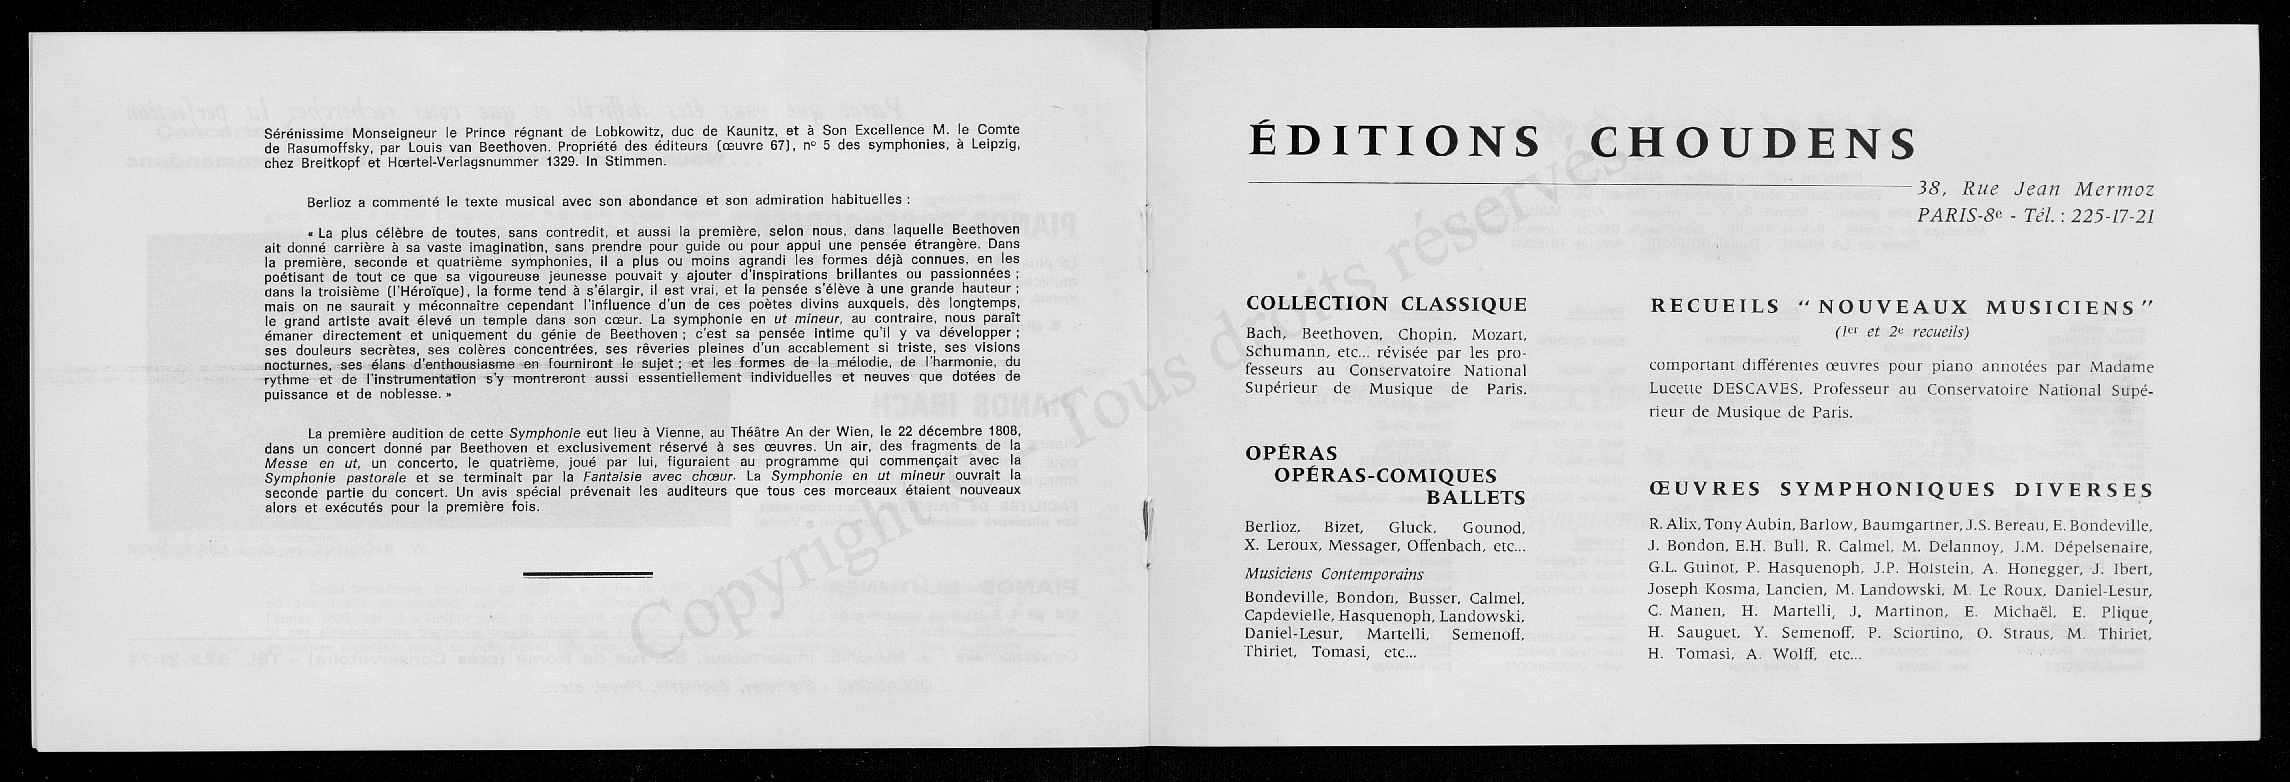 Sérénissime Monseigneur le Prince régnant de Lobkowitz, duc de Kaunitz, et à Son Excellence M. le Comte
de Rasumoffsky, par Louis van Beethoven. Propriété des éditeurs (œuvre 67), n° 5 des symphonies, à Leipzig,
chez Breitkopf et Hœrtel-Verlagsnummer 1329. In Stimmen.
Berlioz a commenté le texte musical avec son abondance et son admiration habituelles :
« La plus célèbre de toutes, sans contredit, et aussi la première, selon nous, dans laquelle Beethoven
ait donné carrière à sa vaste imagination, sans prendre pour guide ou pour appui une pensée étrangère. Dans
la première, seconde et quatrième symphonies, il a plus ou moins agrandi les formes déjà connues, en les
poétisant de tout ce que sa vigoureuse jeunesse pouvait y ajouter d'inspirations brillantes ou passionnées ;
dans la troisième (l'Héroïque), la forme tend à s'élargir, il est vrai, et la pensée s'élève à une grande hauteur ;
mais on ne saurait y méconnaître cependant l'influence d'un de ces poètes divins auxquels, dès longtemps,
le grand artiste avait élevé un temple dans son cœur. La symphonie en ut mineur, au contraire, nous paraît
émaner directement et uniquement du génie de Beethoven ; c'est sa pensée intime qu'il y va développer ;
ses douleurs secrètes, ses colères concentrées, ses rêveries pleines d'un accablement si triste, ses visions
nocturnes, ses élans d'enthousiasme en fourniront le sujet ; et les formes de la mélodie, de l'harmonie, du
rythme et de l'instrumentation s'y montreront aussi essentiellement individuelles et neuves que dotées de
puissance et de noblesse. »
La première audition de cette Symphonie eut lieu à Vienne, au Théâtre An der Wien, le 22 décembre 1808,
dans un concert donné par Beethoven et exclusivement réservé à ses œuvres. Un air, des fragments de la
Messe en ut, un concerto, le quatrième, joué par lui, figuraient au programme qui commençait avec la
Symphonie pastorale et se terminait par la Fantaisie avec chœur. La Symphonie en ut mineur ouvrait la
seconde partie du concert. Un avis spécial prévenait les auditeurs que tous ces morceaux étaient nouveaux
alors et exécutés pour la première fois.
ÉDITIONS CHOUDENS
38, Rue Jean Mermoz
PARIS-8e - Tél. : 225-17-21
COLLECTION CLASSIQUE
Bach, Beethoven, Chopin, Mozart,
Schumann, etc... révisée par les pro-
fesseurs au Conservatoire National
Supérieur de Musique de Paris.
OPÉRAS
OPÉRAS-COMIQUES
BALLETS
Berlioz, Bizet, Gluck, Gounod,
X. Leroux, Messager, Offenbach, etc...
Musiciens Contemporains
Bondeville, Bondon, Busser, Calmel,
Capdevielle, Hasquenoph, Landowski,
Daniel-Lesur, Martelli, Semenoff,
Thiriet, Tomasi, etc...
RECUEILS “ NOUVEAUX MUSICIENS ”
(1er et 2e recueils)
comportant différentes œuvres pour piano annotées par Madame
Lucette DESCAVES, Professeur au Conservatoire National Supé-
rieur de Musique de Paris.
ŒUVRES SYMPHONIQUES DIVERSES
R. Alix, Tony Aubin, Barlow, Baumgartner, J.S. Bereau, E. Bondeville,
J. Bondon, E.H. Bull, R. Calmel, M. Delannoy, J.M. Dépelsenaire,
G.L. Guinot, P. Hasquenoph, J.P. Holstein, A. Honegger, J. Ibert,
Joseph Kosma, Lancien, M. Landowski, M. Le Roux, Daniel-Lesur,
C. Manen, H. Martelli, J. Martinon, E. Michaël, E. Plique,
H. Sauguet, Y. Semenoff, P. Sciortino, O. Straus, M. Thiriet,
H. Tomasi, A. Wolff, etc...
Copyright - Tous droits réservés.